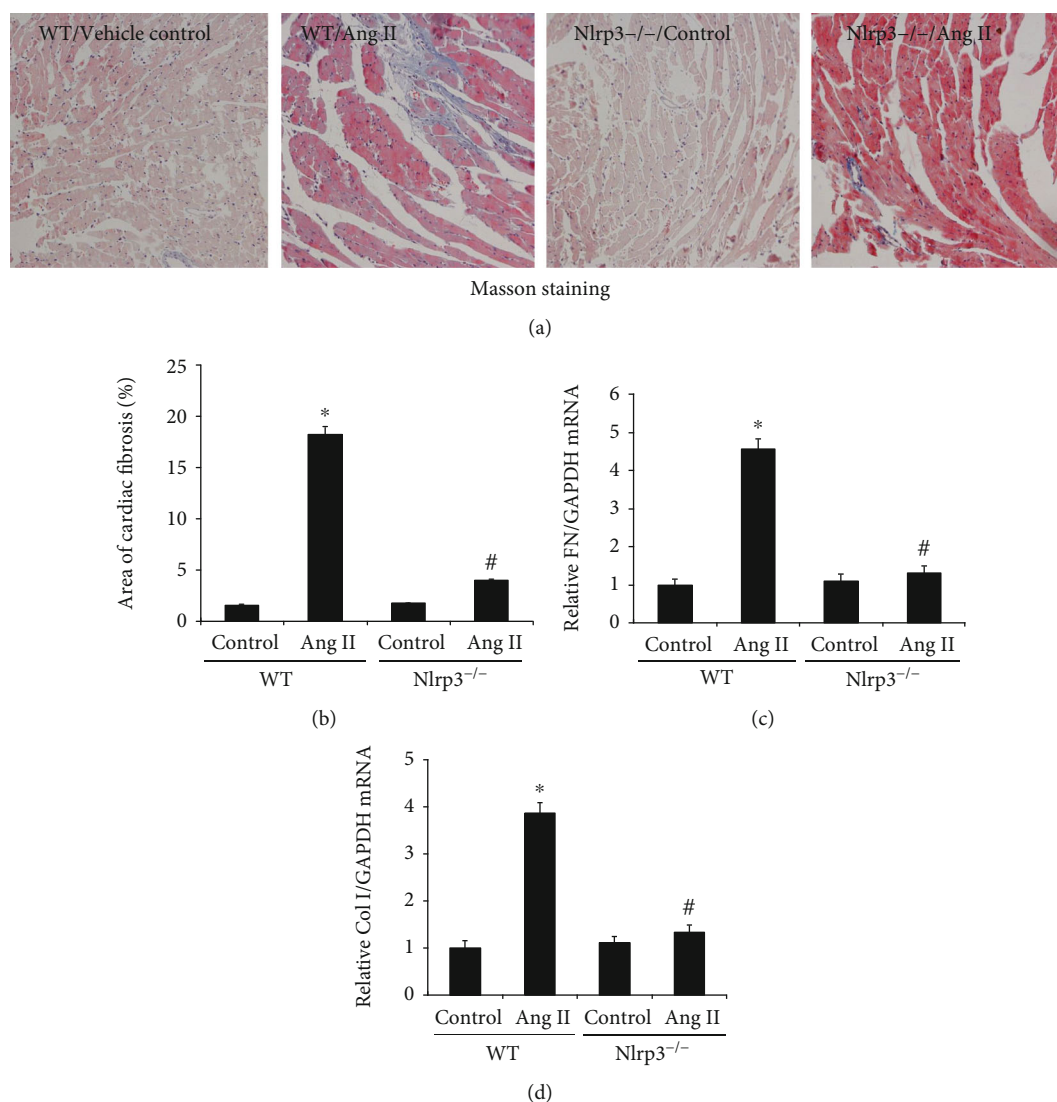 WT/Vehicle control
WT/Ang II
Nlrp3−/−/Control
Nlrp3−/−/Ang II
Masson staining
(a)
Area of cardiac fibrosis (%)
25
20
15
10
5
0
*
#
Control Ang II Control Ang II
WT Nlrp3−/−
(b)
Relative FN/GAPDH mRNA
6
5
4
3
2
1
0
*
#
Control Ang II Control Ang II
WT Nlrp3−/−
(c)
Relative Col I/GAPDH mRNA
5
4
3
2
1
0
*
#
Control Ang II Control Ang II
WT Nlrp3−/−
(d)